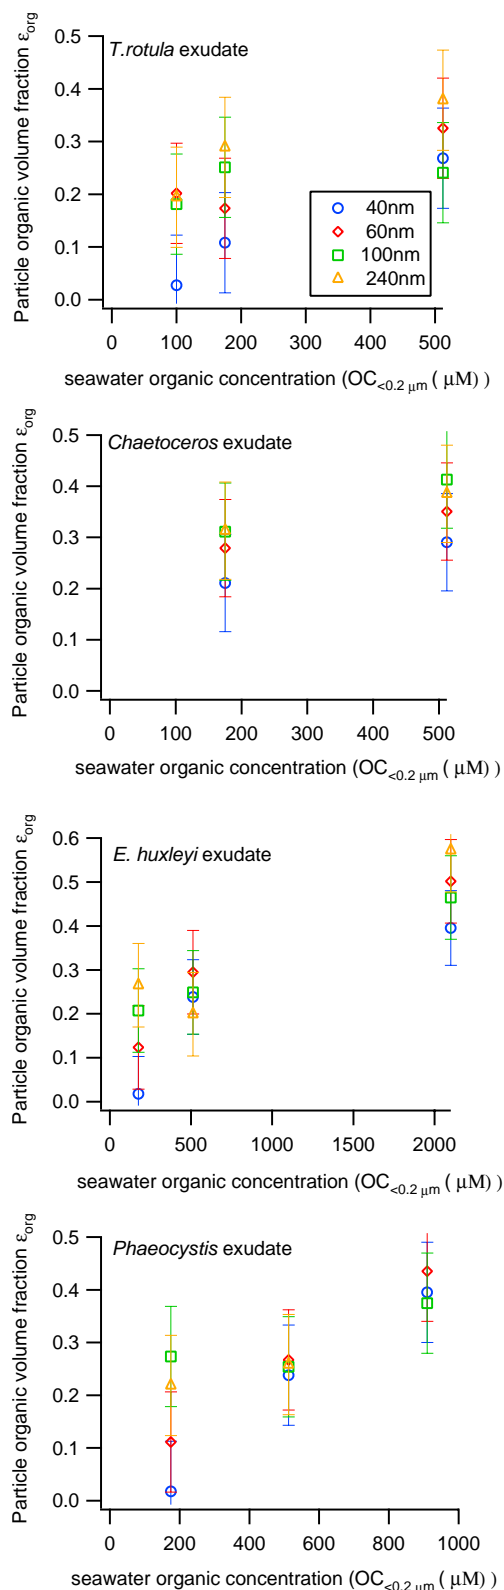 T.rotula exudate
Particle organic volume fraction ε_org
0.5
0.4
0.3
0.2
0.1
0.0
40nm
60nm
100nm
240nm
0 100 200 300 400 500
seawater organic concentration (OC<0.2 μm ( μM) )
Chaetoceros exudate
Particle organic volume fraction ε_org
0.5
0.4
0.3
0.2
0.1
0.0
0 100 200 300 400 500
seawater organic concentration (OC<0.2 μm ( μM) )
E. huxleyi exudate
Particle organic volume fraction ε_org
0.6
0.5
0.4
0.3
0.2
0.1
0.0
0 500 1000 1500 2000
seawater organic concentration (OC<0.2 μm ( μM) )
Phaeocystis exudate
Particle organic volume fraction ε_org
0.5
0.4
0.3
0.2
0.1
0.0
0 200 400 600 800 1000
seawater organic concentration (OC<0.2 μm ( μM) )